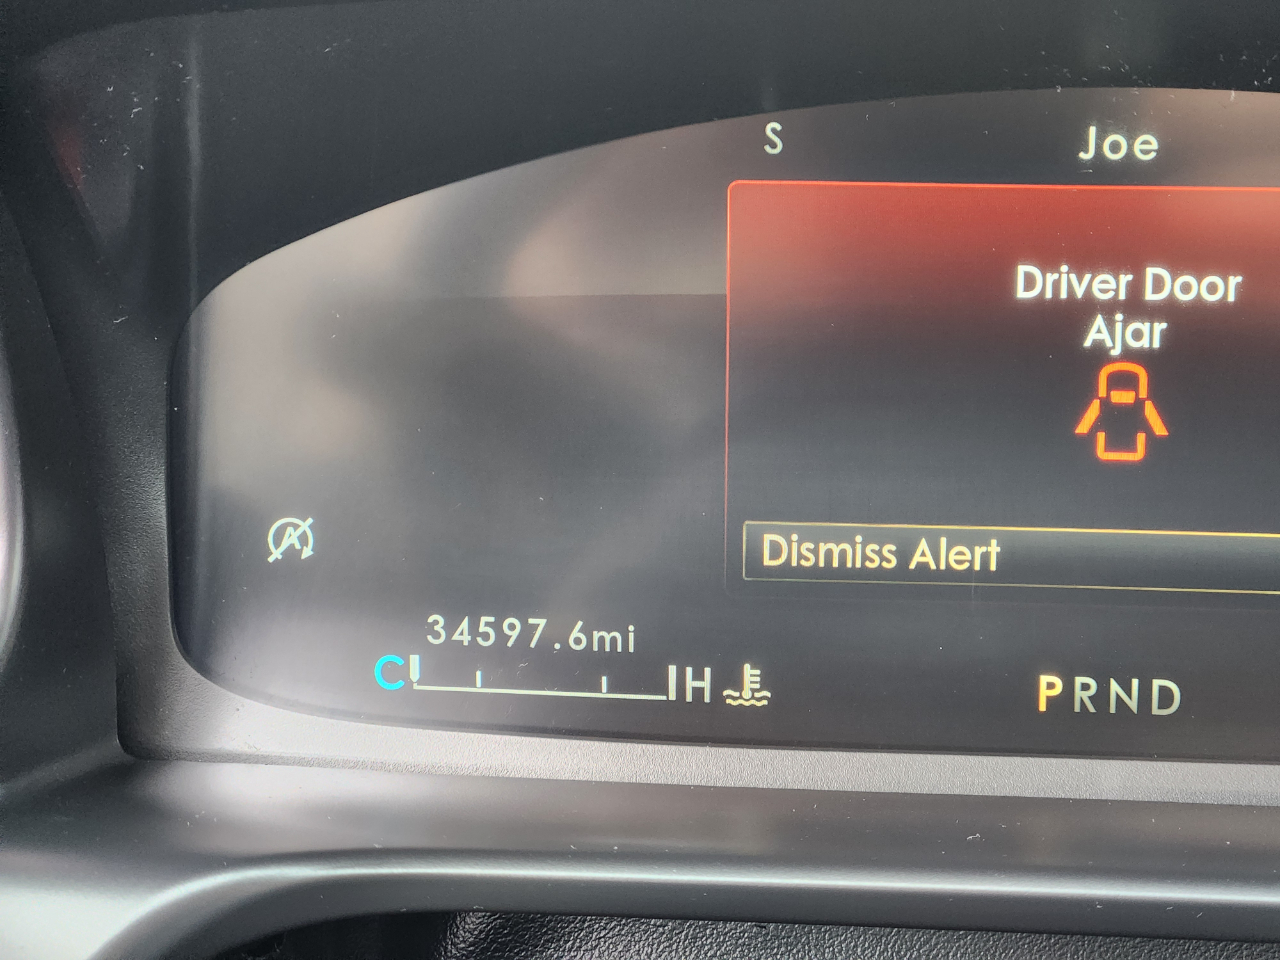 S
Joe
Driver Door
Ajar
Dismiss Alert
34597.6mi
C H
PRND